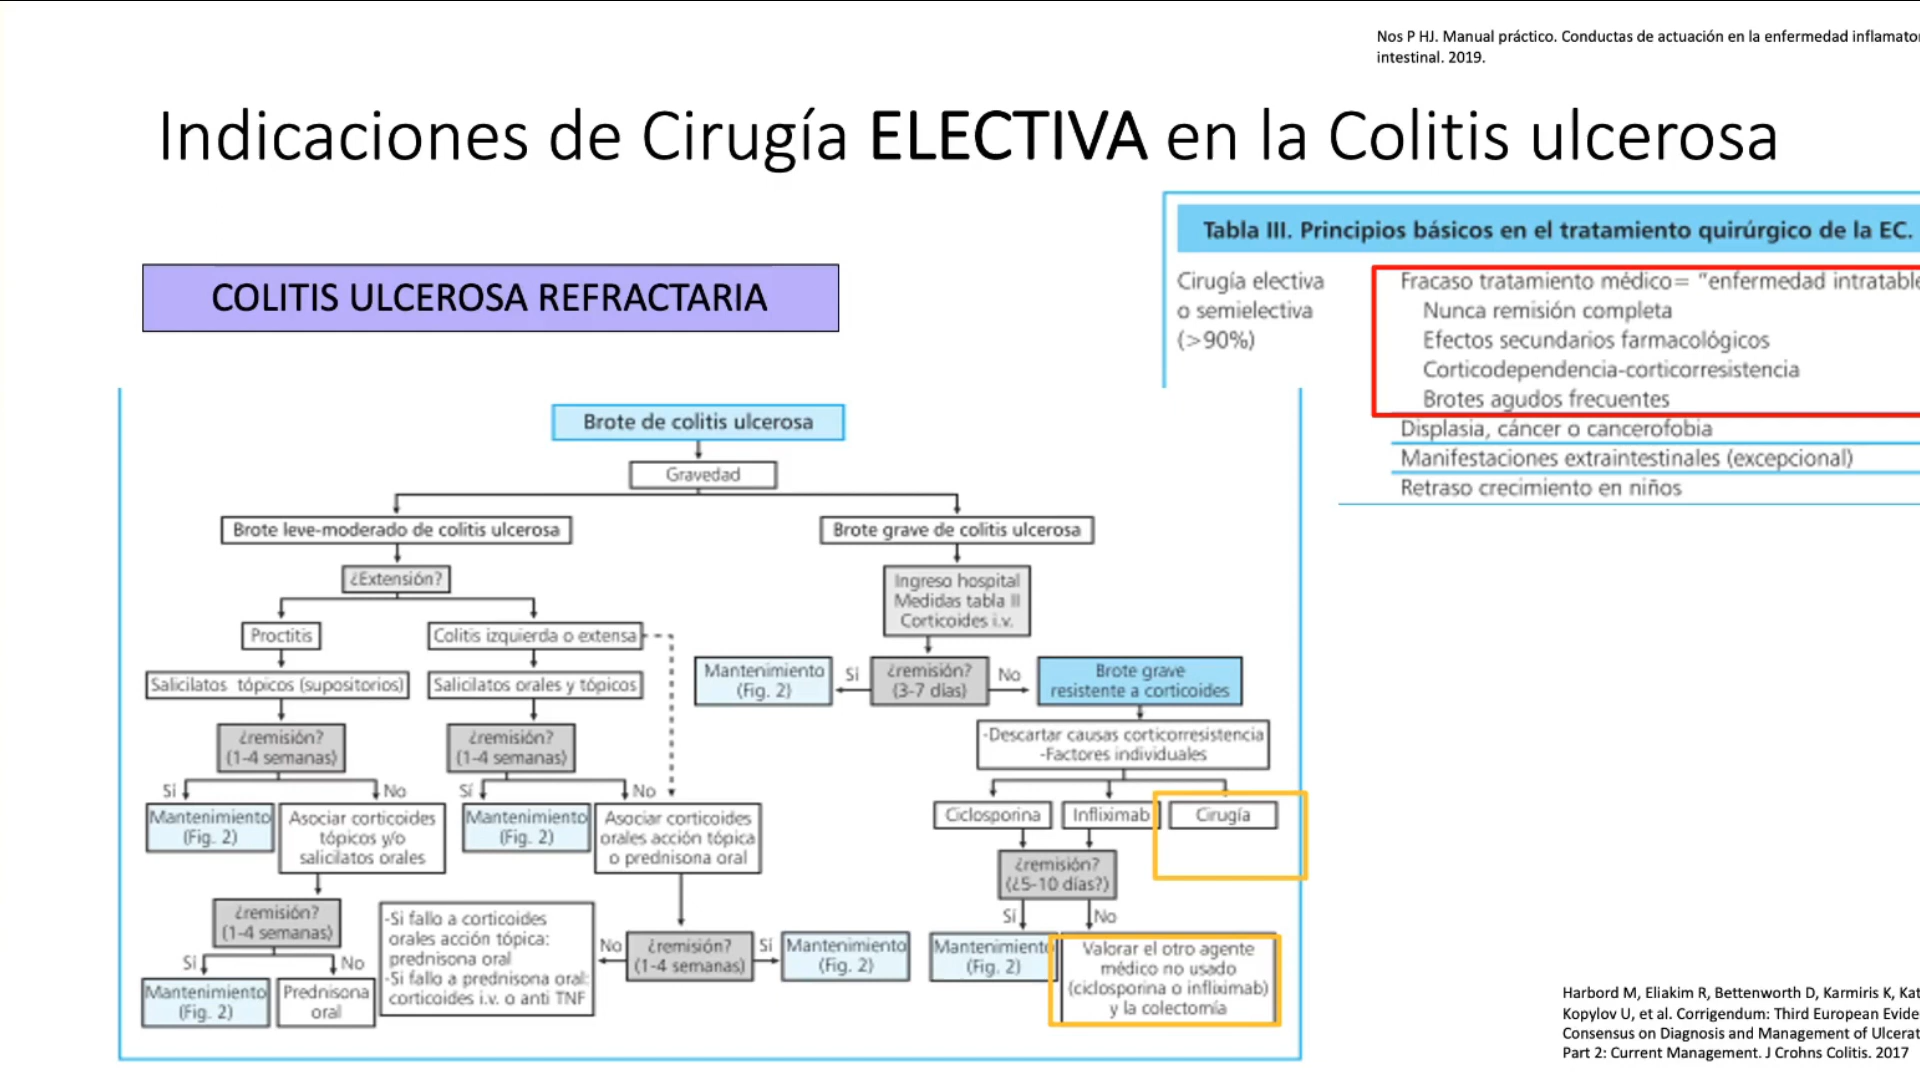 Nos P HJ. Manual práctico. Conductas de actuación en la enfermedad
intestinal. 2019.
Indicaciones de Cirugía ELECTIVA en la Colitis ulcerosa
COLITIS ULCEROSA REFRACTARIA
Tabla III. Principios básicos en el tratamiento quirúrgico de la EC.
Cirugía electiva
o semielectiva
(>90%)
Fracaso tratamiento médico= "enfermedad intratable
Nunca remisión completa
Efectos secundarios farmacológicos
Corticodependencia-corticorresistencia
Brotes agudos frecuentes
Displasia, cáncer o cancerofobia
Manifestaciones extraintestinales (excepcional)
Retraso crecimiento en niños
Brote de colitis ulcerosa
Gravedad
Brote leve-moderado de colitis ulcerosa
¿Extensión?
Proctitis
Colitis izquierda o extensa
Salicilatos tópicos (supositorios)
Salicilatos orales y tópicos
¿remisión?
(1-4 semanas)
¿remisión?
(1-4 semanas)
Sí
No
Sí
No
Mantenimiento
(Fig. 2)
Asociar corticoides
tópicos y/o
salicilatos orales
Mantenimiento
(Fig. 2)
Asociar corticoides
orales acción tópica
o prednisona oral
¿remisión?
(1-4 semanas)
Sí
No
Mantenimiento
(Fig. 2)
Prednisona
oral
-Si fallo a corticoides
orales acción tópica:
prednisona oral
-Si fallo a prednisona oral:
corticoides i.v. o anti TNF
No
¿remisión?
(1-4 semanas)
Sí
Mantenimiento
(Fig. 2)
Brote grave de colitis ulcerosa
Ingreso hospital
Medidas tabla II
Corticoides i.v.
Mantenimiento
(Fig. 2)
Sí
¿remisión?
(3-7 días)
No
Brote grave
resistente a corticoides
-Descartar causas corticorresistencia
-Factores individuales
Ciclosporina
Infliximab
Cirugía
¿remisión?
(¿5-10 días?)
Sí
No
Mantenimiento
(Fig. 2)
Valorar el otro agente
médico no usado
(ciclosporina o infliximab)
y la colectomía
Harbord M, Eliakim R, Bettenworth D, Karmiris K,
Kopylov U, et al. Corrigendum: Third European
Consensus on Diagnosis and Management of
Part 2: Current Management. J Crohns Colitis. 2017